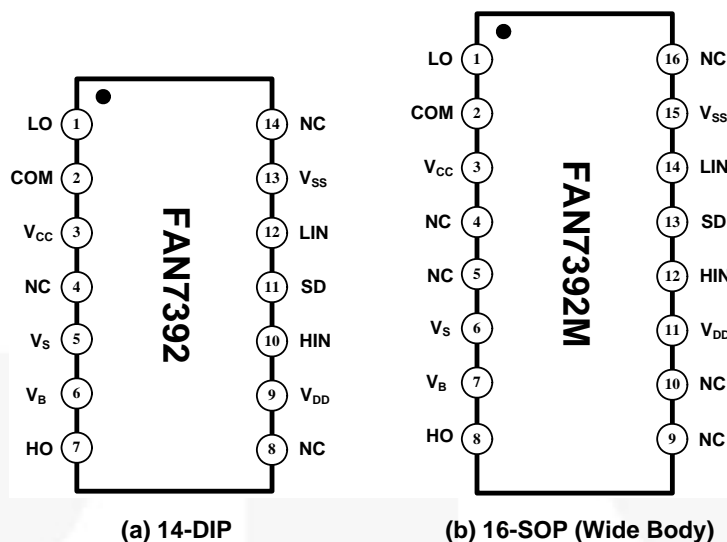 LO 1
COM 2
VCC 3
NC 4
VS 5
VB 6
HO 7
FAN7392
14 NC
13 VSS
12 LIN
11 SD
10 HIN
9 VDD
8 NC
(a) 14-DIP
LO 1
COM 2
VCC 3
NC 4
NC 5
VS 6
VB 7
HO 8
FAN7392M
16 NC
15 VSS
14 LIN
13 SD
12 HIN
11 VDD
10 NC
9 NC
(b) 16-SOP (Wide Body)